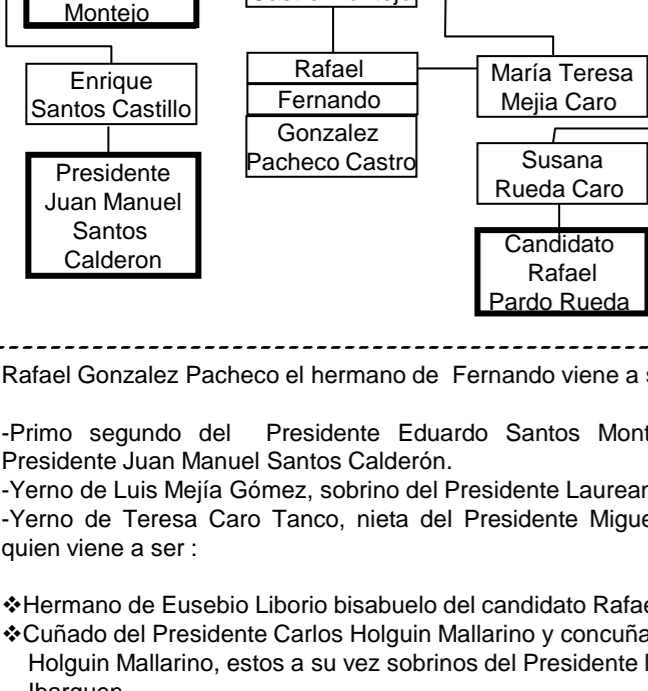 Montejo
Enrique
Santos Castillo
Presidente
Juan Manuel
Santos
Calderon
Rafael
Fernando
Gonzalez
Pacheco Castro
María Teresa
Mejia Caro
Susana
Rueda Caro
Candidato
Rafael
Pardo Rueda
Rafael Gonzalez Pacheco el hermano de Fernando viene a
-Primo segundo del Presidente Eduardo Santos
Presidente Juan Manuel Santos Calderón.
-Yerno de Luis Mejía Gómez, sobrino del Presidente
-Yerno de Teresa Caro Tanco, nieta del Presidente
quien viene a ser :
❖Hermano de Eusebio Liborio bisabuelo del candidato
❖Cuñado del Presidente Carlos Holguin Mallarino y
Holguin Mallarino, estos a su vez sobrinos del Presidente